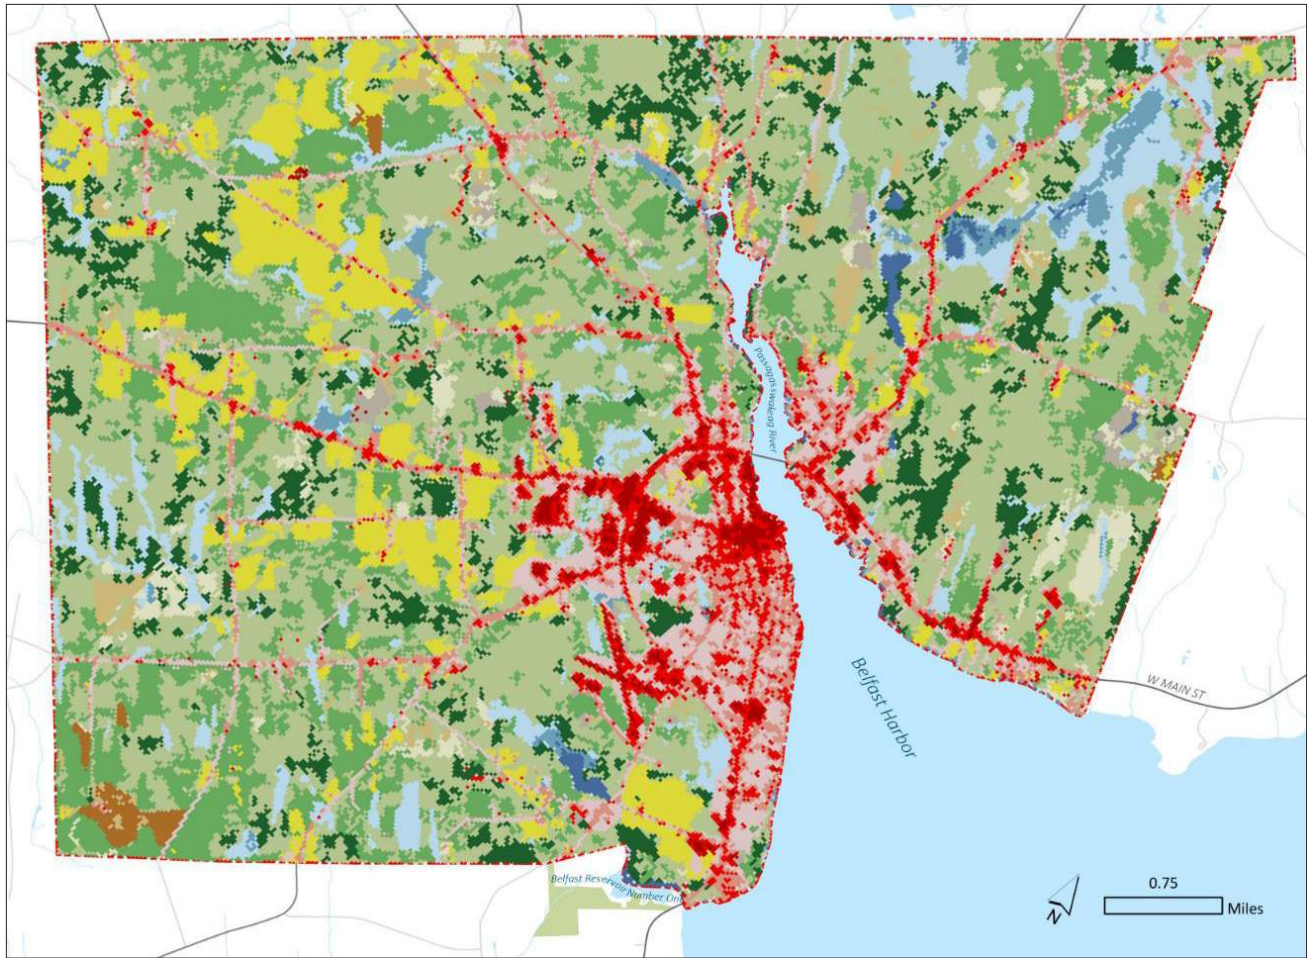 Passagassawakeag River
W MAIN ST
Belfast Harbor
Belfast Reservoir Number One
0.75
Miles
N